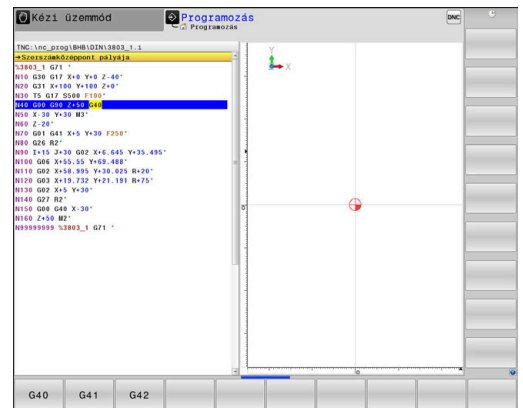 Kézi üzemmód
Programozás
Programozás
DNC
TNC:\nc_prog\BHB\DIN\3803_1.i
→Szerszámközéppont pályája
%3803_1 G71 *
N10 G30 G17 X+0 Y+0 Z-40*
N20 G31 X+100 Y+100 Z+0*
N30 T5 G17 S500 F100*
N40 G00 G90 Z+50 G40
N50 X-30 Y+30 M3*
N60 Z-20*
N70 G01 G41 X+5 Y+30 F250*
N80 G26 R2*
N90 I+15 J+30 G02 X+6.645 Y+35.495*
N100 G06 X+55.55 Y+69.488*
N110 G02 X+58.995 Y+30.025 R+20*
N120 G03 X+19.732 Y+21.191 R+75*
N130 G02 X+5 Y+30*
N140 G27 R2*
N150 G00 G40 X-30*
N160 Z+50 M2*
N99999999 %3803_1 G71 *
Y
X
0
0
G40 G41 G42